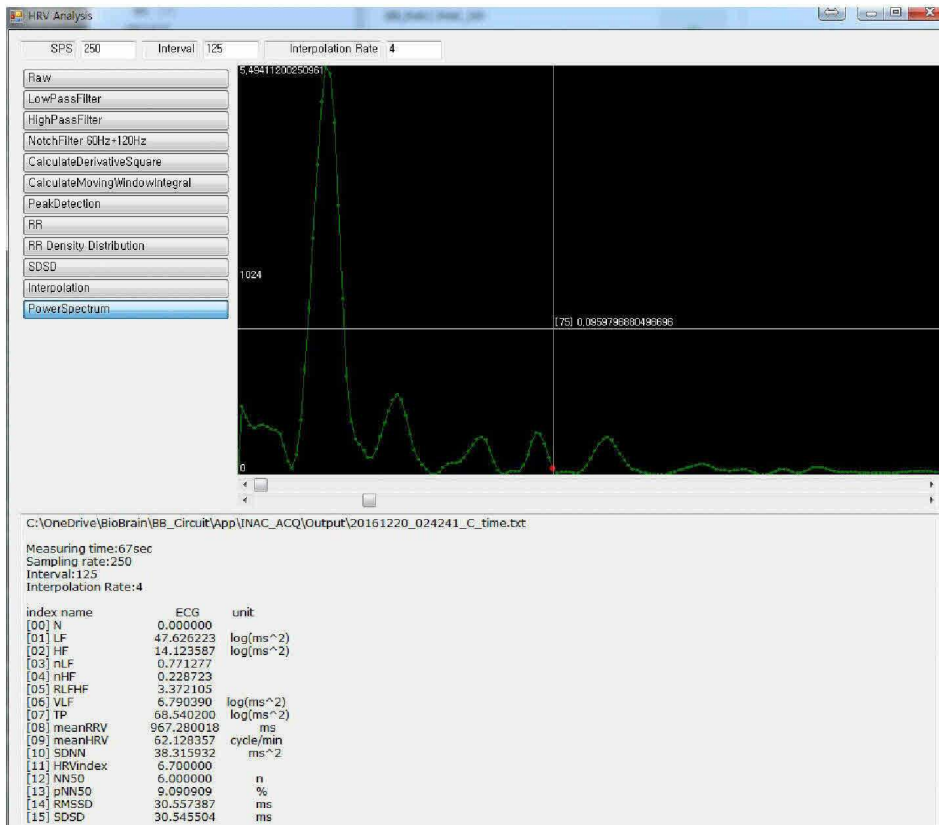 HRV Analysis
SPS 250 Interval 125 Interpolation Rate 4
Raw
LowPassFilter
HighPassFilter
NotchFilter 60Hz+120Hz
CalculateDerivativeSquare
CalculateMovingWindowIntegral
PeakDetection
RR
RR Density Distribution
SDSD
Interpolation
PowerSpectrum
5,49411200250961
1024
[75] 0,0959796880496696
0
C:\OneDrive\BioBrain\BB_Circuit\App\INAC_ACQ\Output\20161220_024241_C_time.txt
Measuring time:67sec
Sampling rate:250
Interval:125
Interpolation Rate:4
index name ECG unit
[00] N 0.000000
[01] LF 47.626223 log(ms^2)
[02] HF 14.123587 log(ms^2)
[03] nLF 0.771277
[04] nHF 0.228723
[05] RLFHF 3.372105
[06] VLF 6.790390 log(ms^2)
[07] TP 68.540200 log(ms^2)
[08] meanRRV 967.280018 ms
[09] meanHRV 62.128357 cycle/min
[10] SDNN 38.315932 ms^2
[11] HRVindex 6.700000
[12] NN50 6.000000 n
[13] pNN50 9.090909 %
[14] RMSSD 30.557387 ms
[15] SDSD 30.545504 ms